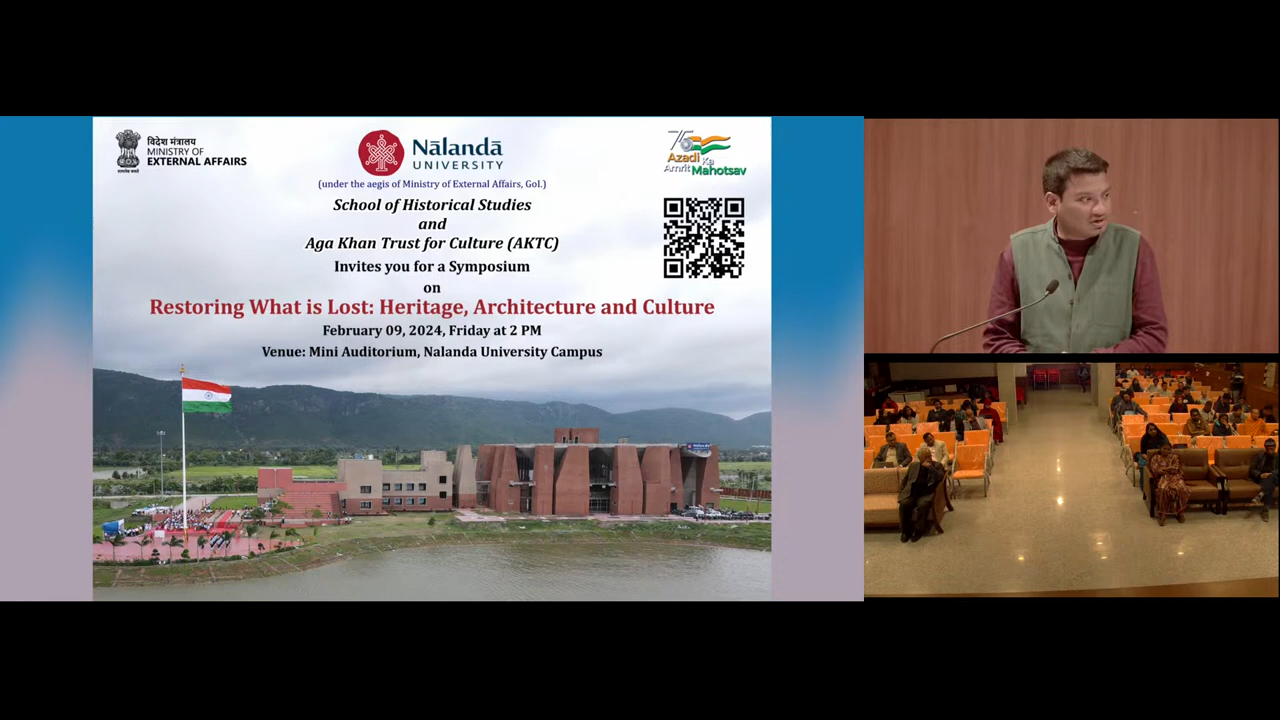 विदेश मंत्रालय
MINISTRY OF
EXTERNAL AFFAIRS
Nālandā
UNIVERSITY
75
Azadi
Ka
Amrit Mahotsav
(under the aegis of Ministry of External Affairs, GoI.)
School of Historical Studies
and
Aga Khan Trust for Culture (AKTC)
Invites you for a Symposium
on
Restoring What is Lost: Heritage, Architecture and Culture
February 09, 2024, Friday at 2 PM
Venue: Mini Auditorium, Nalanda University Campus